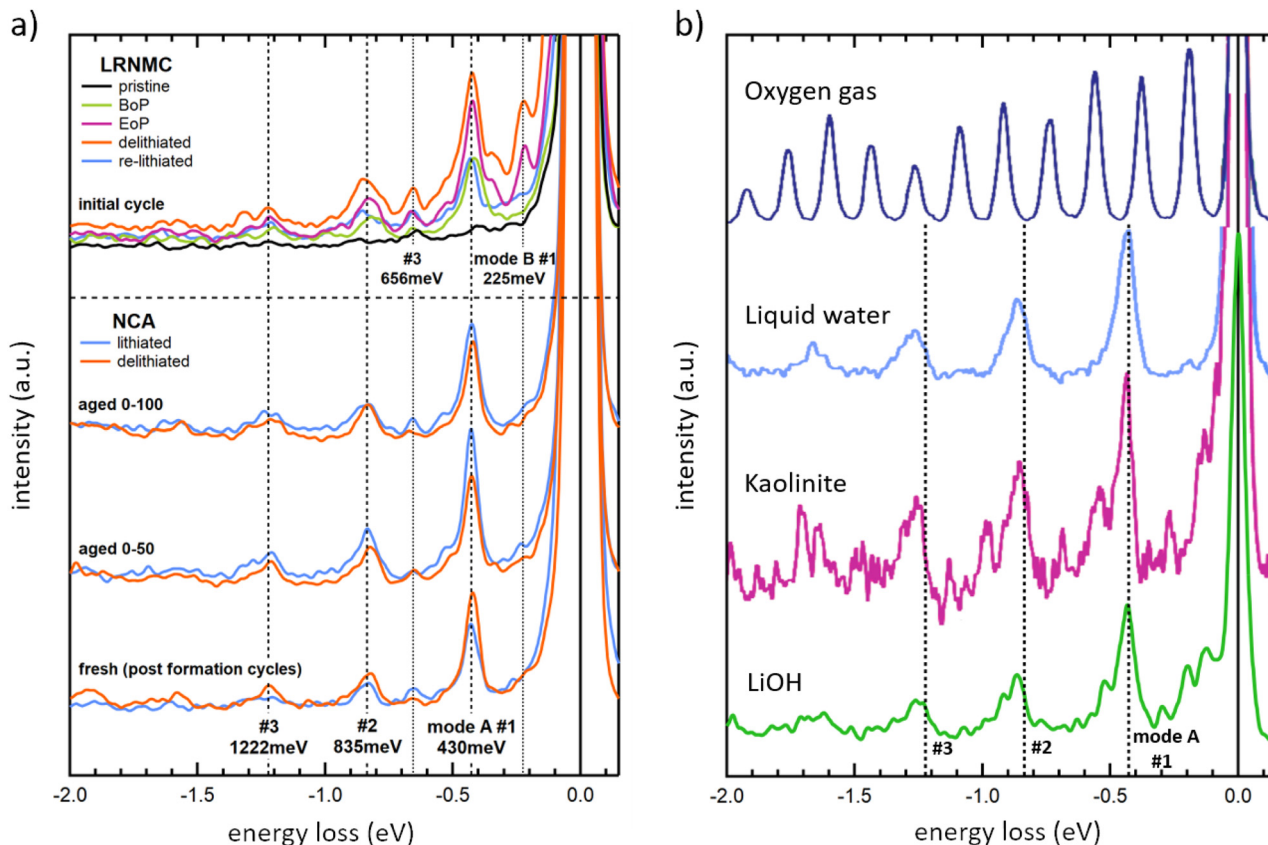 a)
LRNMC
pristine
BoP
EoP
delithiated
re-lithiated
initial cycle
#3
656meV
mode B #1
225meV
NCA
lithiated
delithiated
aged 0-100
aged 0-50
fresh (post formation cycles)
#3
1222meV
#2
835meV
mode A #1
430meV
intensity (a.u.)
-2.0
-1.5
-1.0
-0.5
0.0
energy loss (eV)
b)
Oxygen gas
Liquid water
Kaolinite
LiOH
#3
#2
mode A
#1
intensity (a.u.)
-2.0
-1.5
-1.0
-0.5
0.0
energy loss (eV)